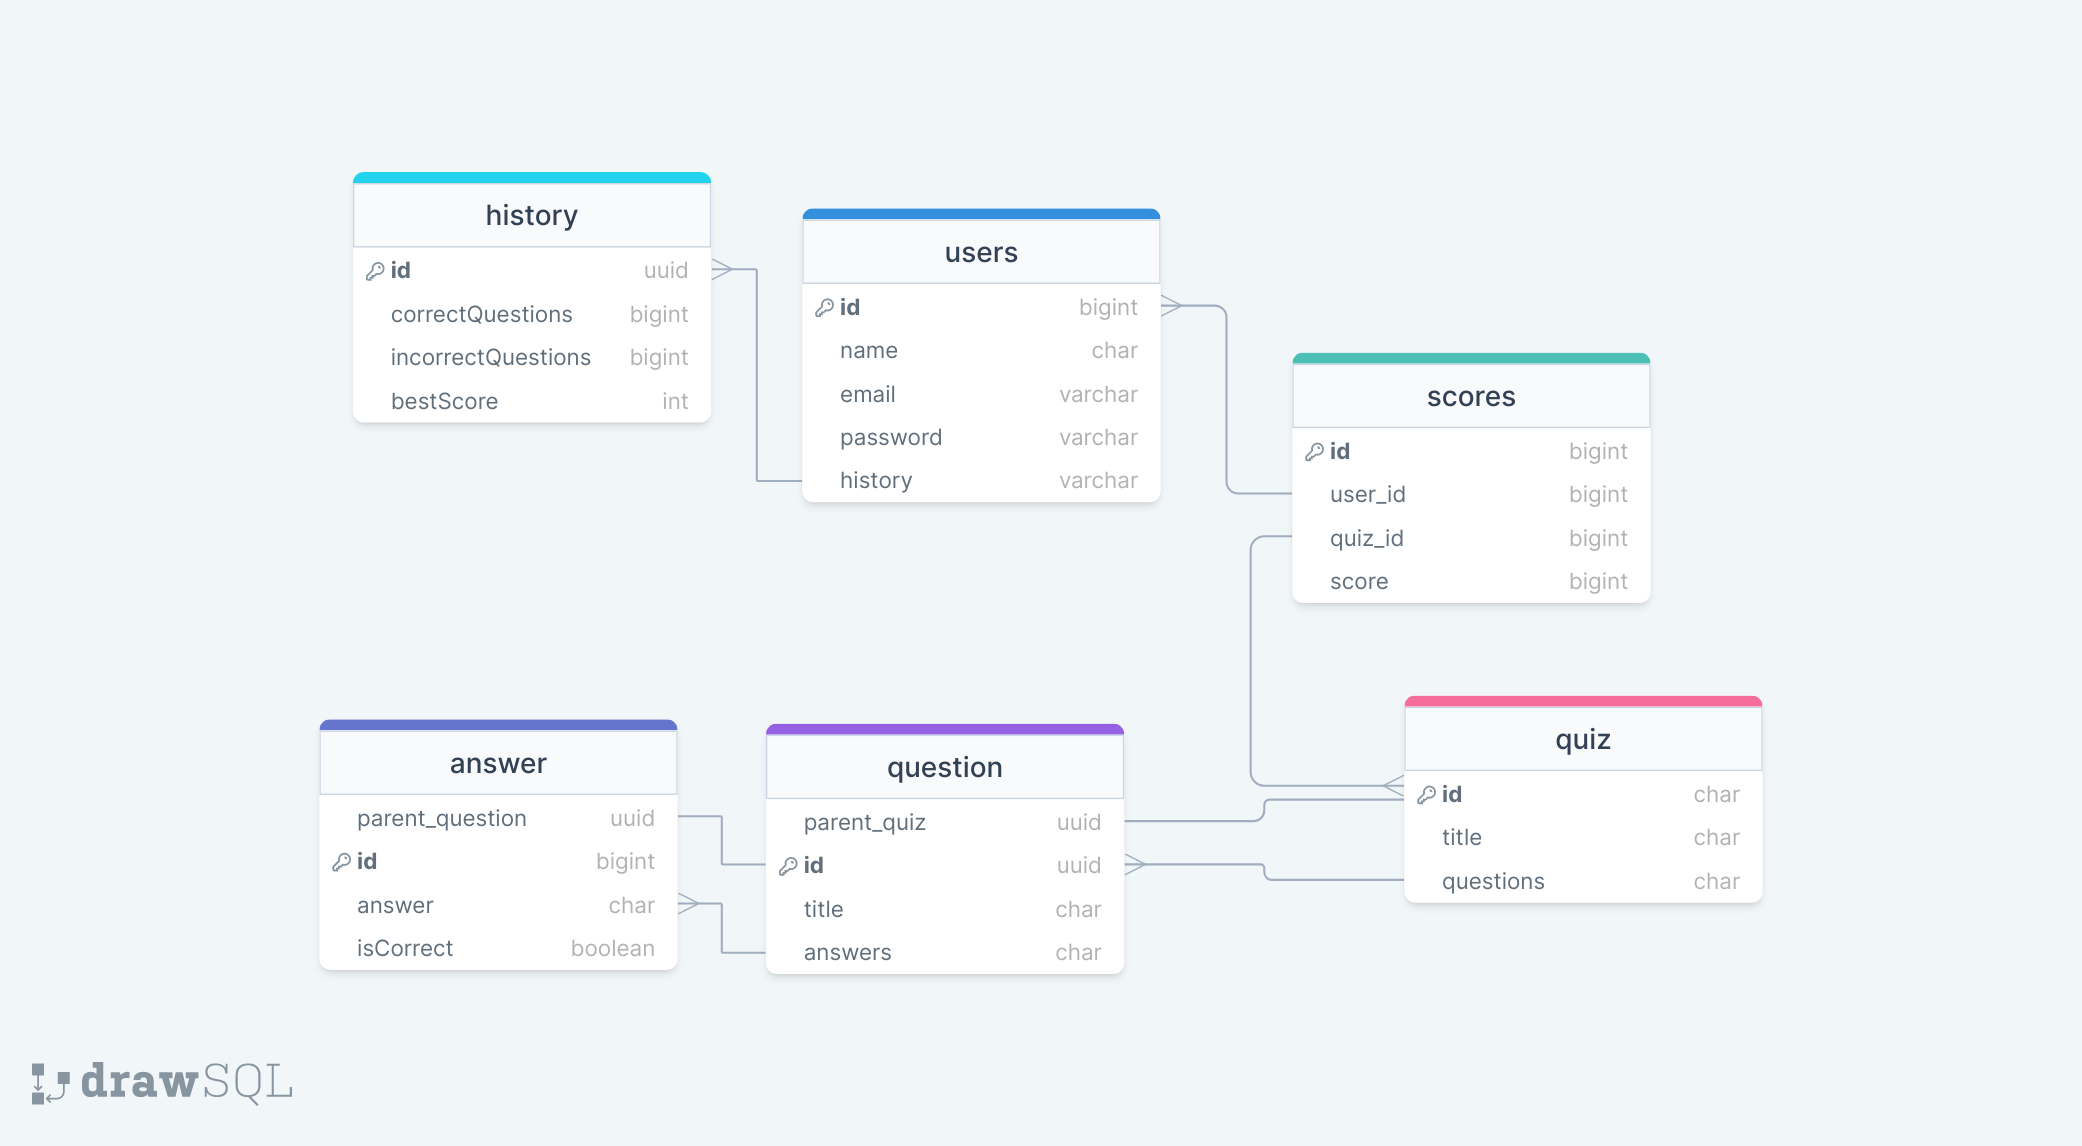 history
id uuid
correctQuestions bigint
incorrectQuestions bigint
bestScore int
users
id bigint
name char
email varchar
password varchar
history varchar
scores
id bigint
user_id bigint
quiz_id bigint
score bigint
answer
parent_question uuid
id bigint
answer char
isCorrect boolean
question
parent_quiz uuid
id uuid
title char
answers char
quiz
id char
title char
questions char
drawSQL